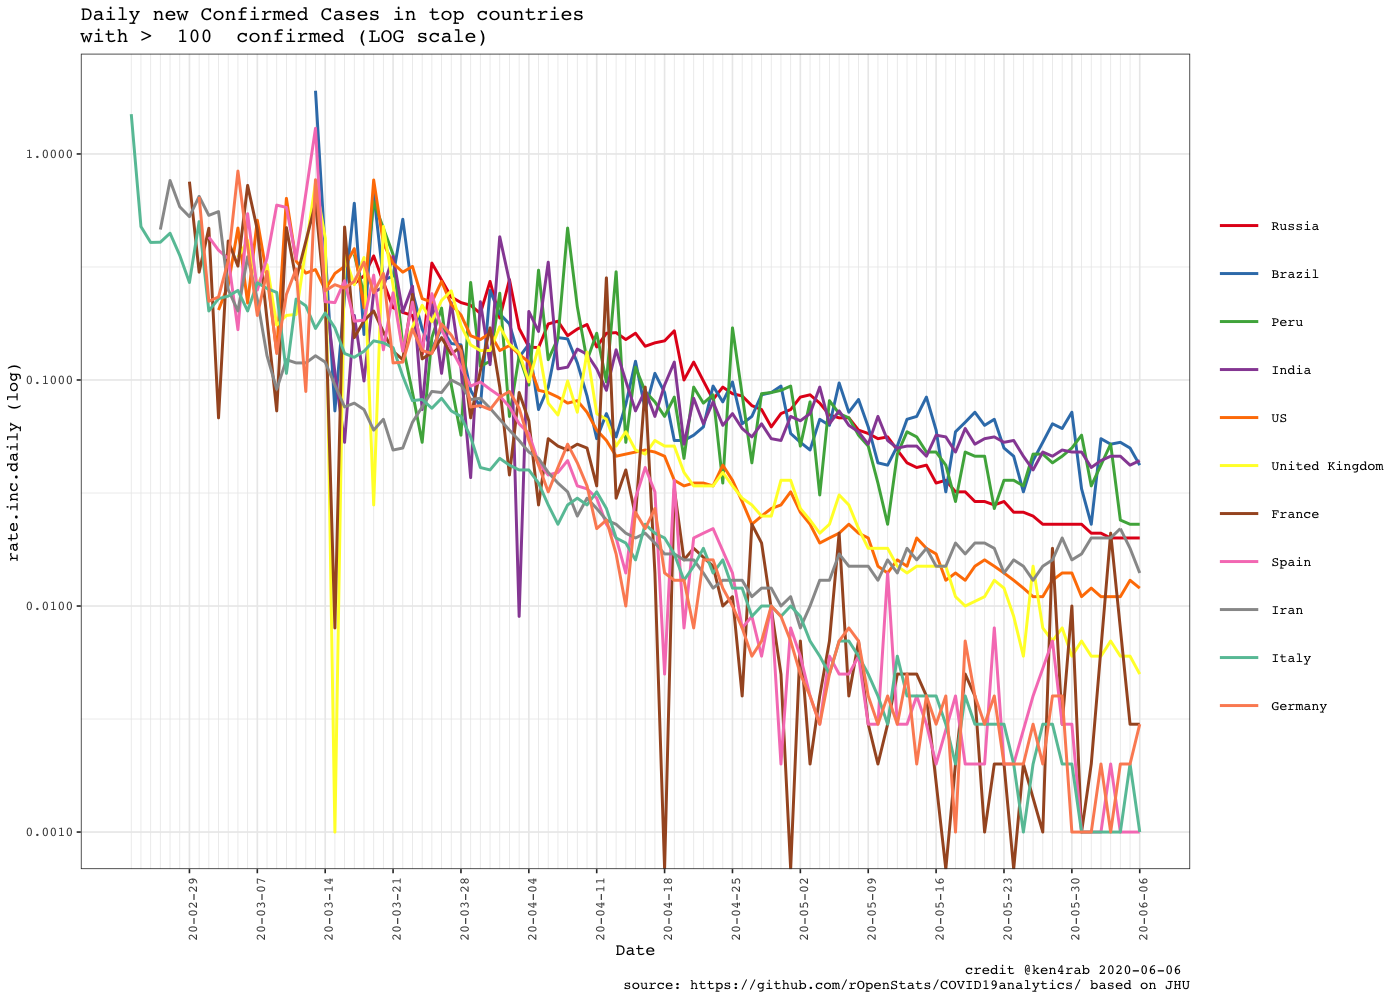 Daily new Confirmed Cases in top countries
with >  100  confirmed (LOG scale)
rate.inc.daily (log)
1.0000
0.1000
0.0100
0.0010
20-02-29
20-03-07
20-03-14
20-03-21
20-03-28
20-04-04
20-04-11
20-04-18
20-04-25
20-05-02
20-05-09
20-05-16
20-05-23
20-05-30
20-06-06
Date
Russia
Brazil
Peru
India
US
United Kingdom
France
Spain
Iran
Italy
Germany
credit @ken4rab 2020-06-06
source: https://github.com/rOpenStats/COVID19analytics/ based on JHU